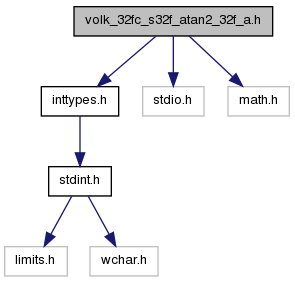 volk_32fc_s32f_atan2_32f_a.h
inttypes.h
stdio.h
math.h
stdint.h
limits.h
wchar.h